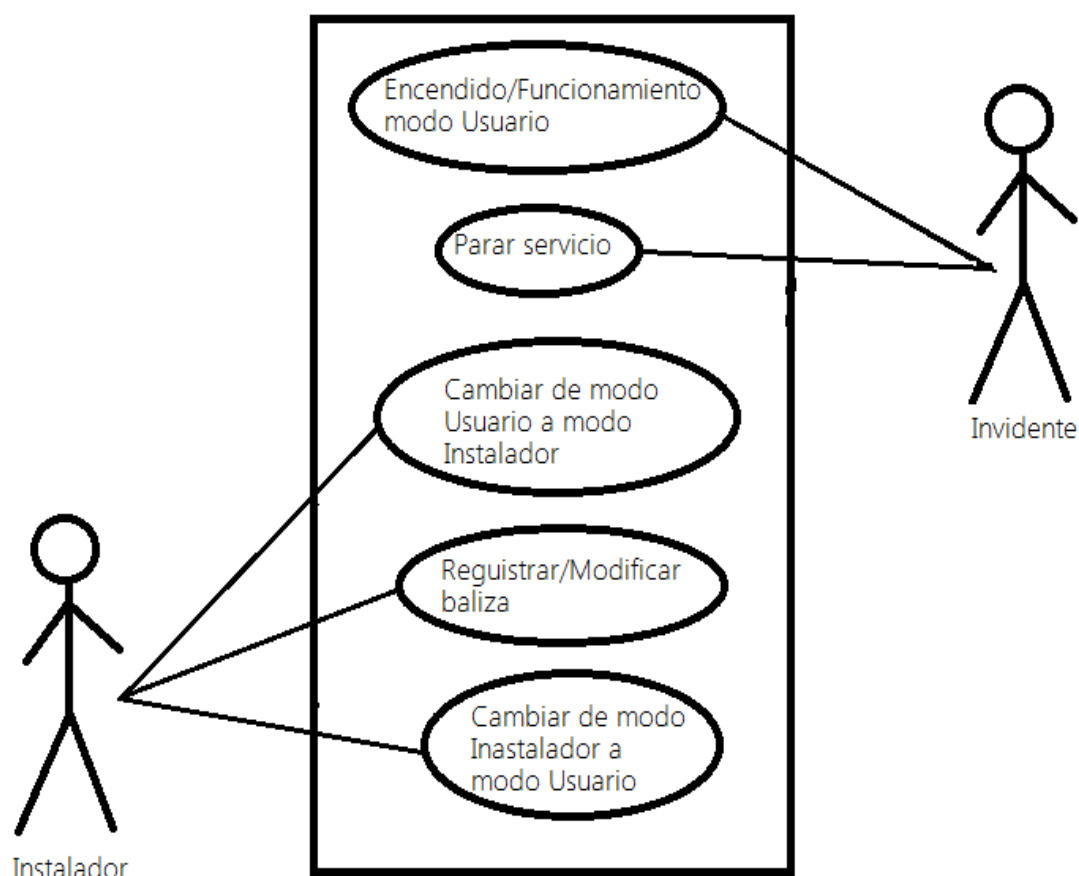 Encendido/Funcionamiento
modo Usuario
Parar servicio
Cambiar de modo
Usuario a modo
Instalador
Invidente
Reguistrar/Modificar
baliza
Cambiar de modo
Inastalador a
modo Usuario
Instalador